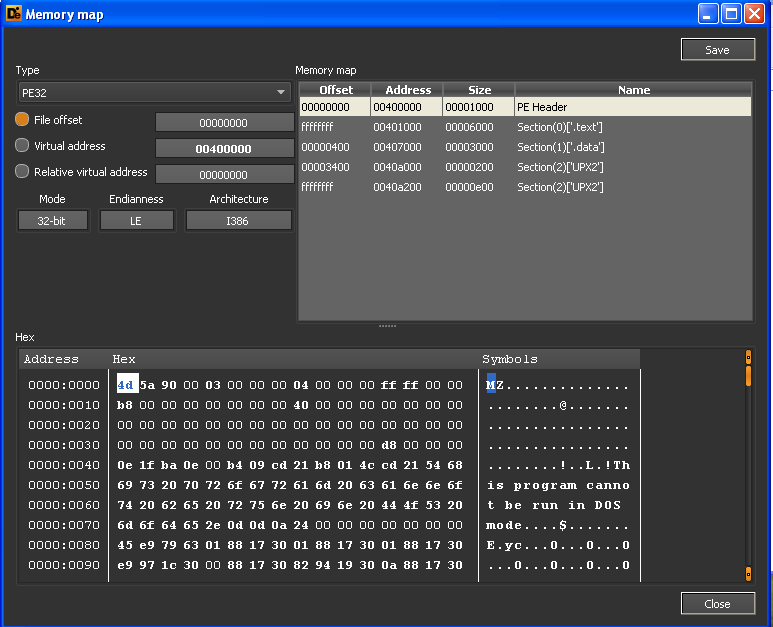 Memory map
Save
Type
PE32
File offset 00000000
Virtual address 00400000
Relative virtual address 00000000
Mode Endianness Architecture
32-bit LE I386
Memory map
Offset Address Size Name
00000000 00400000 00001000 PE Header
ffffffff 00401000 00006000 Section(0)['.text']
00000400 00407000 00003000 Section(1)['.data']
00003400 0040a000 00000200 Section(2)['UPX2']
ffffffff 0040a200 00000e00 Section(2)['UPX2']
Hex
Address Hex Symbols
0000:0000 4d 5a 90 00 03 00 00 00 04 00 00 00 ff ff 00 00 MZ..............
0000:0010 b8 00 00 00 00 00 00 00 40 00 00 00 00 00 00 00 ........@.......
0000:0020 00 00 00 00 00 00 00 00 00 00 00 00 00 00 00 00 ................
0000:0030 00 00 00 00 00 00 00 00 00 00 00 00 d8 00 00 00 ................
0000:0040 0e 1f ba 0e 00 b4 09 cd 21 b8 01 4c cd 21 54 68 ........!..L.!Th
0000:0050 69 73 20 70 72 6f 67 72 61 6d 20 63 61 6e 6e 6f is program canno
0000:0060 74 20 62 65 20 72 75 6e 20 69 6e 20 44 4f 53 20 t be run in DOS
0000:0070 6d 6f 64 65 2e 0d 0d 0a 24 00 00 00 00 00 00 00 mode....$.......
0000:0080 45 e9 79 63 01 88 17 30 01 88 17 30 01 88 17 30 E.yc...0...0...0
0000:0090 e9 97 1c 30 00 88 17 30 82 94 19 30 0a 88 17 30 ...0...0...0...0
Close